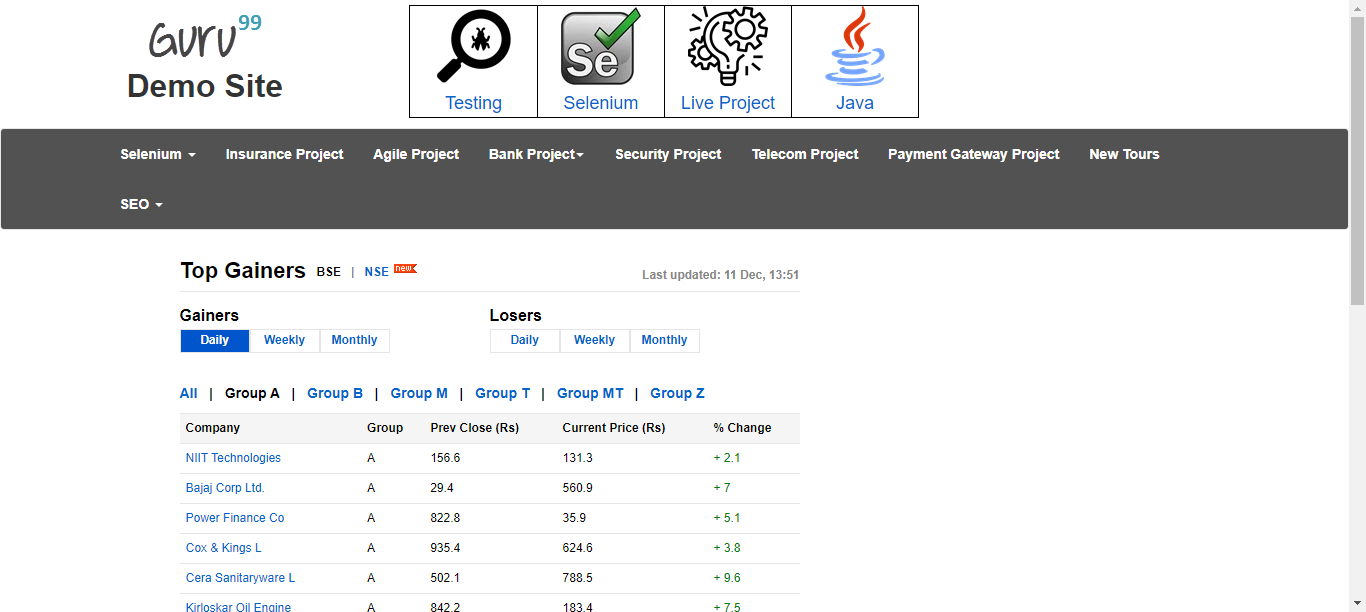 Guru99
Demo Site
Se
Testing Selenium Live Project Java
Selenium Insurance Project Agile Project Bank Project Security Project Telecom Project Payment Gateway Project New Tours
SEO
Top Gainers BSE | NSE new Last updated: 11 Dec, 13:51
Gainers Losers
Daily Weekly Monthly Daily Weekly Monthly
All | Group A | Group B | Group M | Group T | Group MT | Group Z
Company Group Prev Close (Rs) Current Price (Rs) % Change
NIIT Technologies A 156.6 131.3 + 2.1
Bajaj Corp Ltd. A 29.4 560.9 + 7
Power Finance Co A 822.8 35.9 + 5.1
Cox & Kings L A 935.4 624.6 + 3.8
Cera Sanitaryware L A 502.1 788.5 + 9.6
Kirloskar Oil Engine A 842.2 183.4 + 7.5